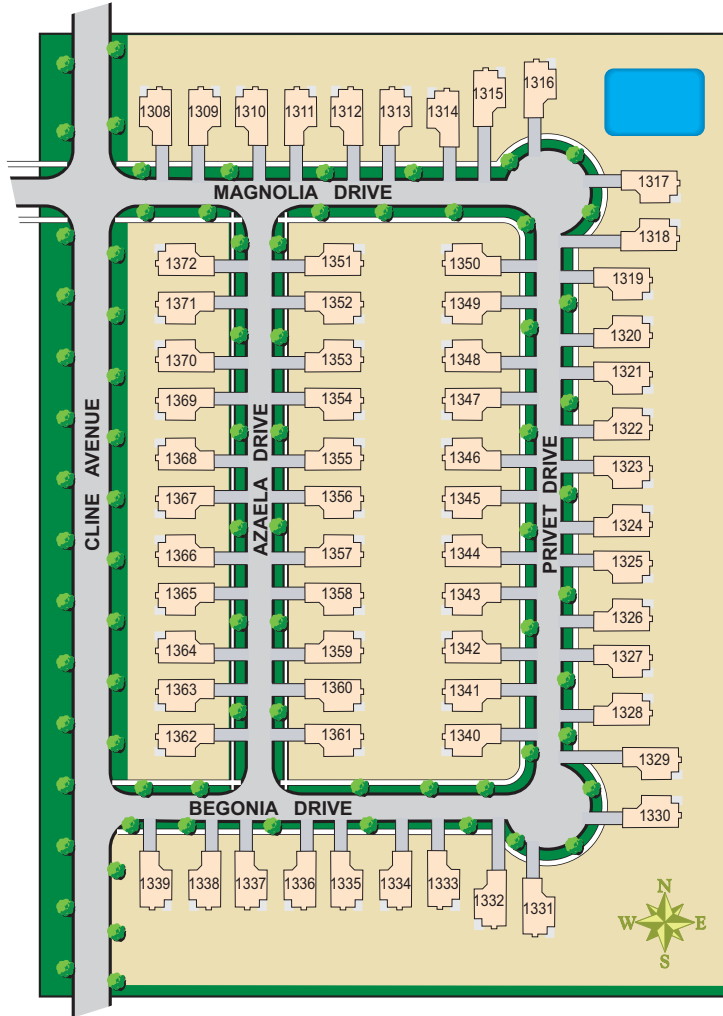 1308 1309 1310 1311 1312 1313 1314 1315 1316
1317
MAGNOLIA DRIVE
1318
1372 1351 1350
1319
1371 1352 1349
1320
1370 1353 1348
1321
1369 1354 1347
1322
1368 1355 1346
1323
1367 1356 1345
1324
1366 1357 1344
1325
1365 1358 1343
1326
1364 1359 1342
1327
1363 1360 1341
1328
1362 1361 1340
1329
CLINE AVENUE
AZAELA DRIVE
PRIVET DRIVE
BEGONIA DRIVE
1330
1339 1338 1337 1336 1335 1334 1333 1332 1331
N
W E
S